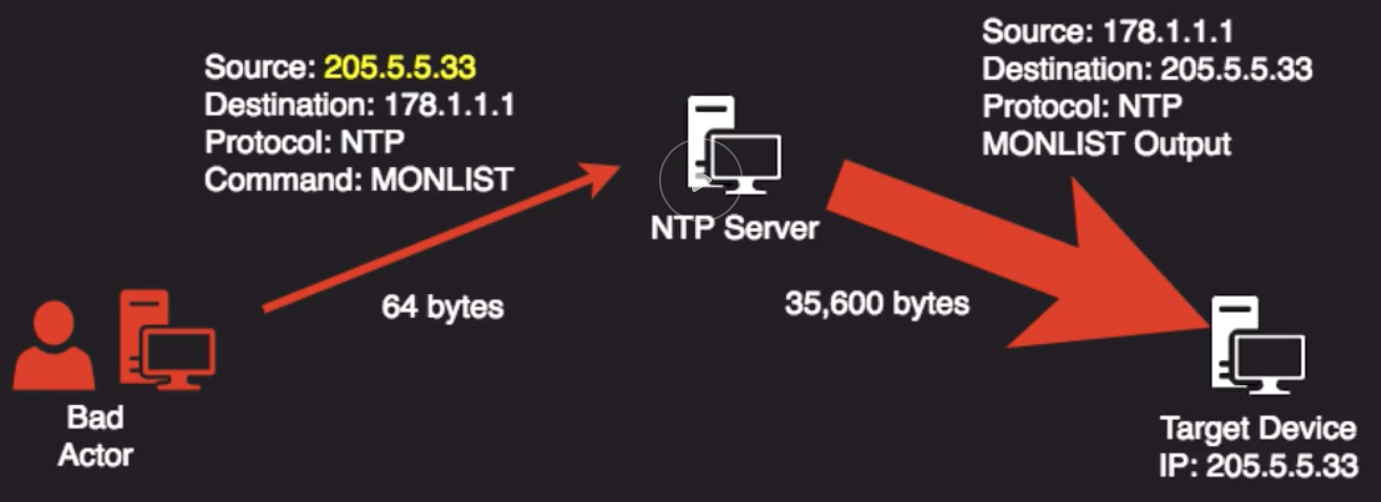 Source: 205.5.5.33
Destination: 178.1.1.1
Protocol: NTP
Command: MONLIST
Source: 178.1.1.1
Destination: 205.5.5.33
Protocol: NTP
MONLIST Output
NTP Server
64 bytes
35,600 bytes
Bad
Actor
Target Device
IP: 205.5.5.33